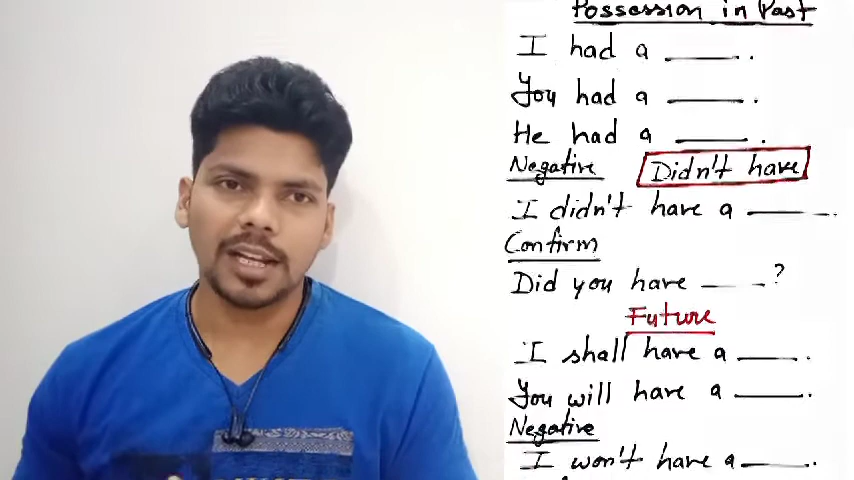 Possession in Past
I had a ____.
You had a ____.
He had a ____.
Negative Didn't have
I didn't have a ____.
Confirm
Did you have ____?
Future
I shall have a ____.
You will have a ____.
Negative
I won't have a ____.